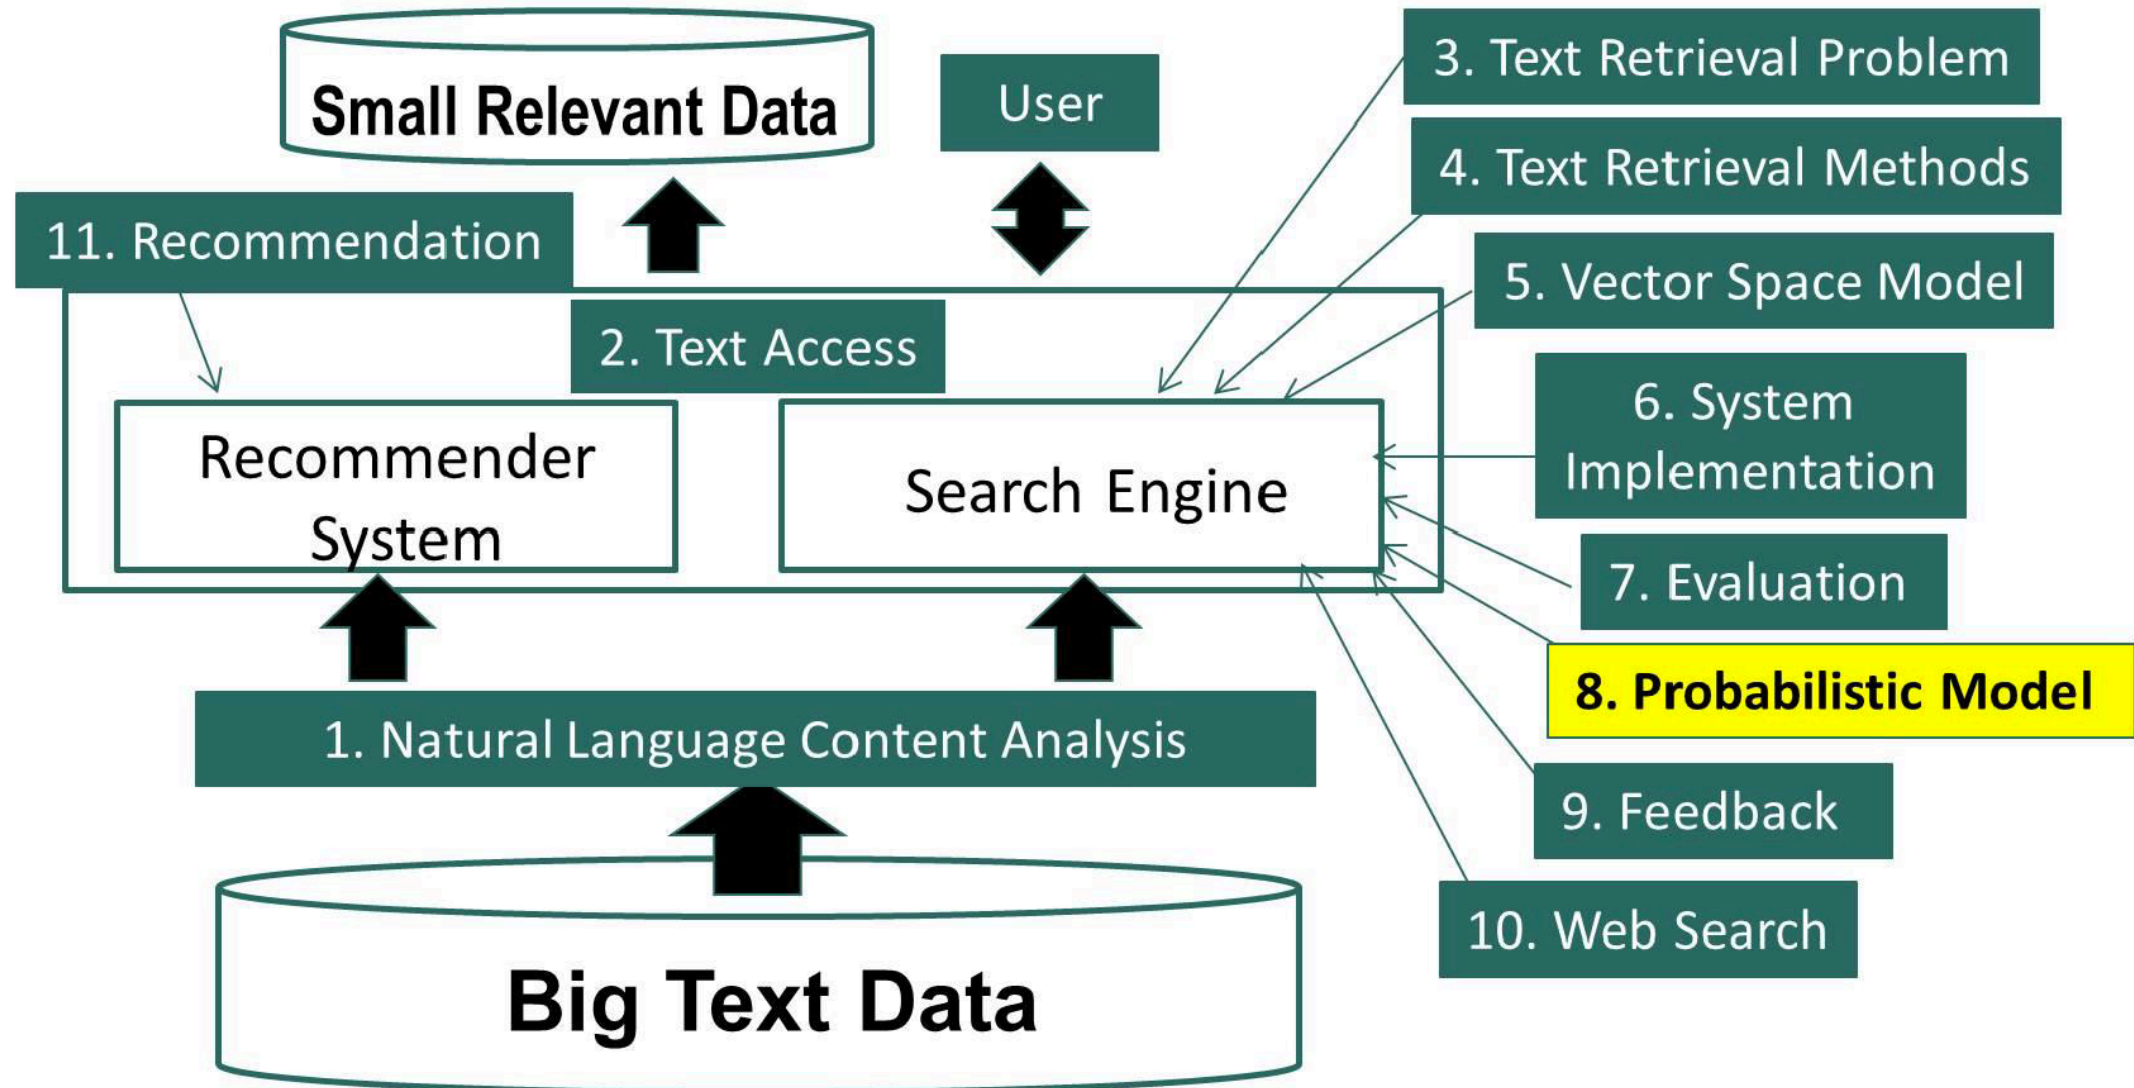 Small Relevant Data
User
3. Text Retrieval Problem
4. Text Retrieval Methods
11. Recommendation
5. Vector Space Model
2. Text Access
6. System
Implementation
Recommender
System
Search Engine
7. Evaluation
8. Probabilistic Model
1. Natural Language Content Analysis
9. Feedback
10. Web Search
Big Text Data